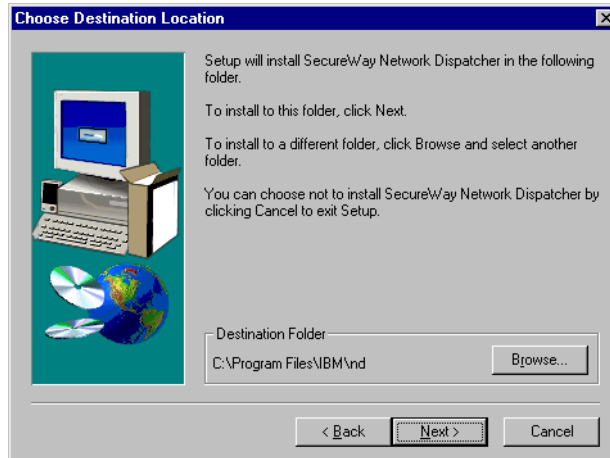 Choose Destination Location
Setup will install SecureWay Network Dispatcher in the following
folder.
To install to this folder, click Next.
To install to a different folder, click Browse and select another
folder.
You can choose not to install SecureWay Network Dispatcher by
clicking Cancel to exit Setup.
Destination Folder
C:\Program Files\IBM\nd
Browse...
< Back
Next >
Cancel